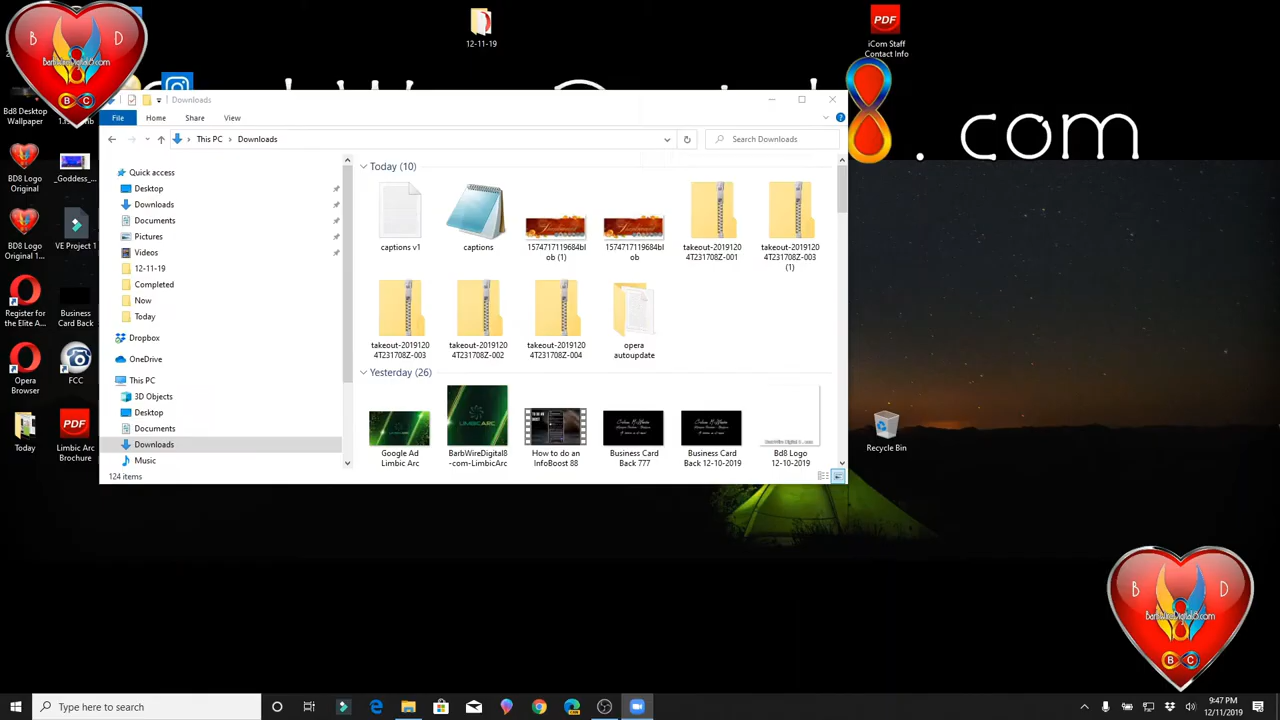 12-11-19
PDF
iCom Staff
Contact Info
B D
BarbWireDigital8.com
B C
. com
Downloads
File Home Share View
This PC Downloads
Search Downloads
Bd8 Desktop
Wallpaper
BD8 Logo
Original
_Goddess_...
BD8 Logo
Original 1...
VE Project 1
Register for
the Elite A...
Business
Card Back
Opera
Browser
FCC
Today
PDF
Limbic Arc
Brochure
Quick access
Desktop
Downloads
Documents
Pictures
Videos
12-11-19
Completed
Now
Today
Dropbox
OneDrive
This PC
3D Objects
Desktop
Documents
Downloads
Music
124 items
Today (10)
captions v1
captions
1574717119684bl
ob (1)
1574717119684bl
ob
takeout-2019120
4T231708Z-001
takeout-2019120
4T231708Z-003
(1)
takeout-2019120
4T231708Z-003
takeout-2019120
4T231708Z-002
takeout-2019120
4T231708Z-004
opera
autoupdate
Yesterday (26)
LIMBICARC
Google Ad
Limbic Arc
BarbWireDigital8
-com-LimbicArc
How to do an
InfoBoost 88
Business Card
Back 777
Business Card
Back 12-10-2019
Bd8 Logo
12-10-2019
Recycle Bin
B D
BarbWireDigital8.com
B C
Type here to search
9:47 PM
12/11/2019